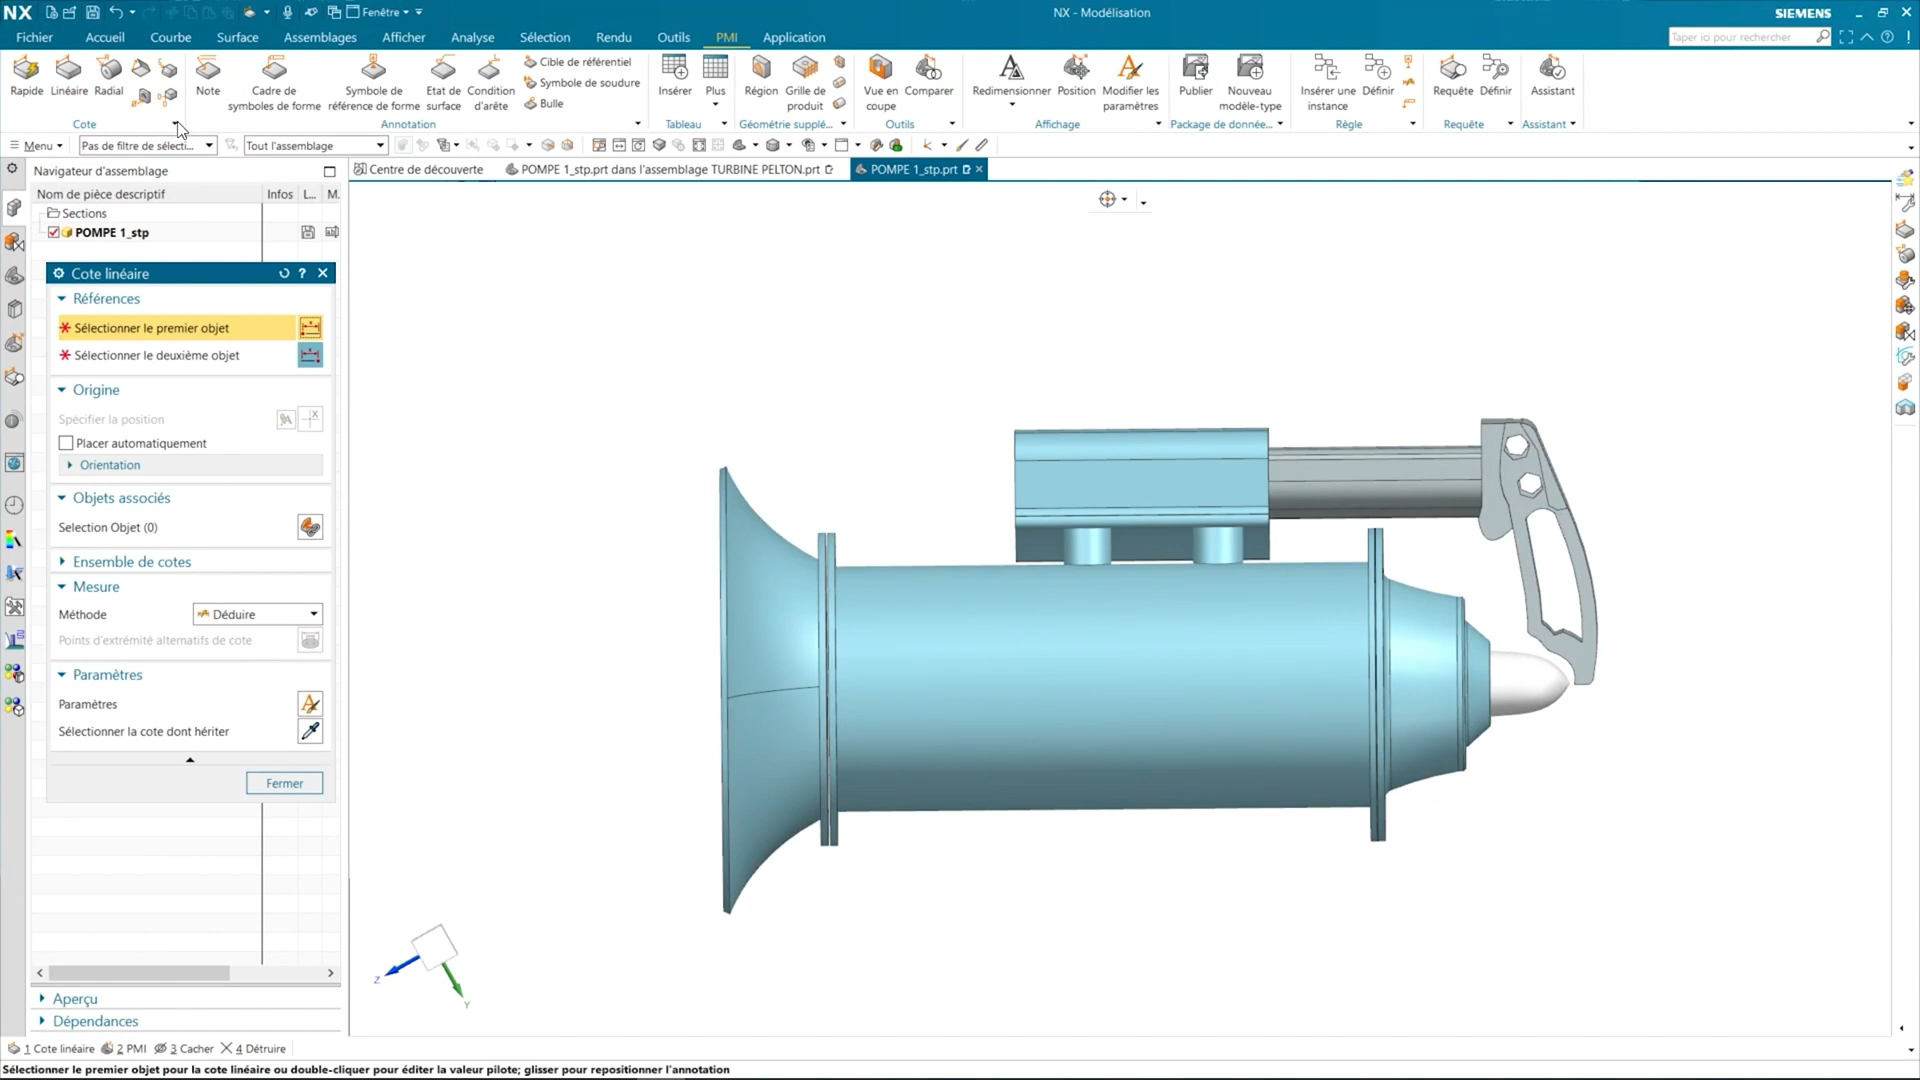 NX
Fenêtre
NX - Modélisation
SIEMENS
Fichier
Accueil
Courbe
Surface
Assemblages
Afficher
Analyse
Sélection
Rendu
Outils
PMI
Application
Taper ici pour rechercher
Rapide
Linéaire
Radial
Note
Cadre de symboles de forme
Symbole de référence de forme
Etat de surface
Condition d'arête
Cible de référentiel
Symbole de soudure
Bulle
Insérer
Plus
Région
Grille de produit
Vue en coupe
Comparer
Redimensionner
Position
Modifier les paramètres
Publier
Nouveau modèle-type
Insérer une instance
Définir
Requête
Définir
Assistant
Cote
Annotation
Tableau
Géométrie supplé...
Outils
Affichage
Package de donnée...
Règle
Requête
Assistant
Menu
Pas de filtre de sélecti...
Tout l'assemblage
Navigateur d'assemblage
Centre de découverte
POMPE 1_stp.prt dans l'assemblage TURBINE PELTON.prt
POMPE 1_stp.prt
Nom de pièce descriptif
Infos
L...
M.
Sections
POMPE 1_stp
Cote linéaire
Références
* Sélectionner le premier objet
* Sélectionner le deuxième objet
Origine
Spécifier la position
Placer automatiquement
Orientation
Objets associés
Selection Objet (0)
Ensemble de cotes
Mesure
Méthode
Déduire
Points d'extrémité alternatifs de cote
Paramètres
Paramètres
Sélectionner la cote dont hériter
Fermer
Z
Y
Aperçu
Dépendances
1 Cote linéaire
2 PMI
3 Cacher
4 Détruire
Sélectionner le premier objet pour la cote linéaire ou double-cliquer pour éditer la valeur pilote; glisser pour repositionner l'annotation